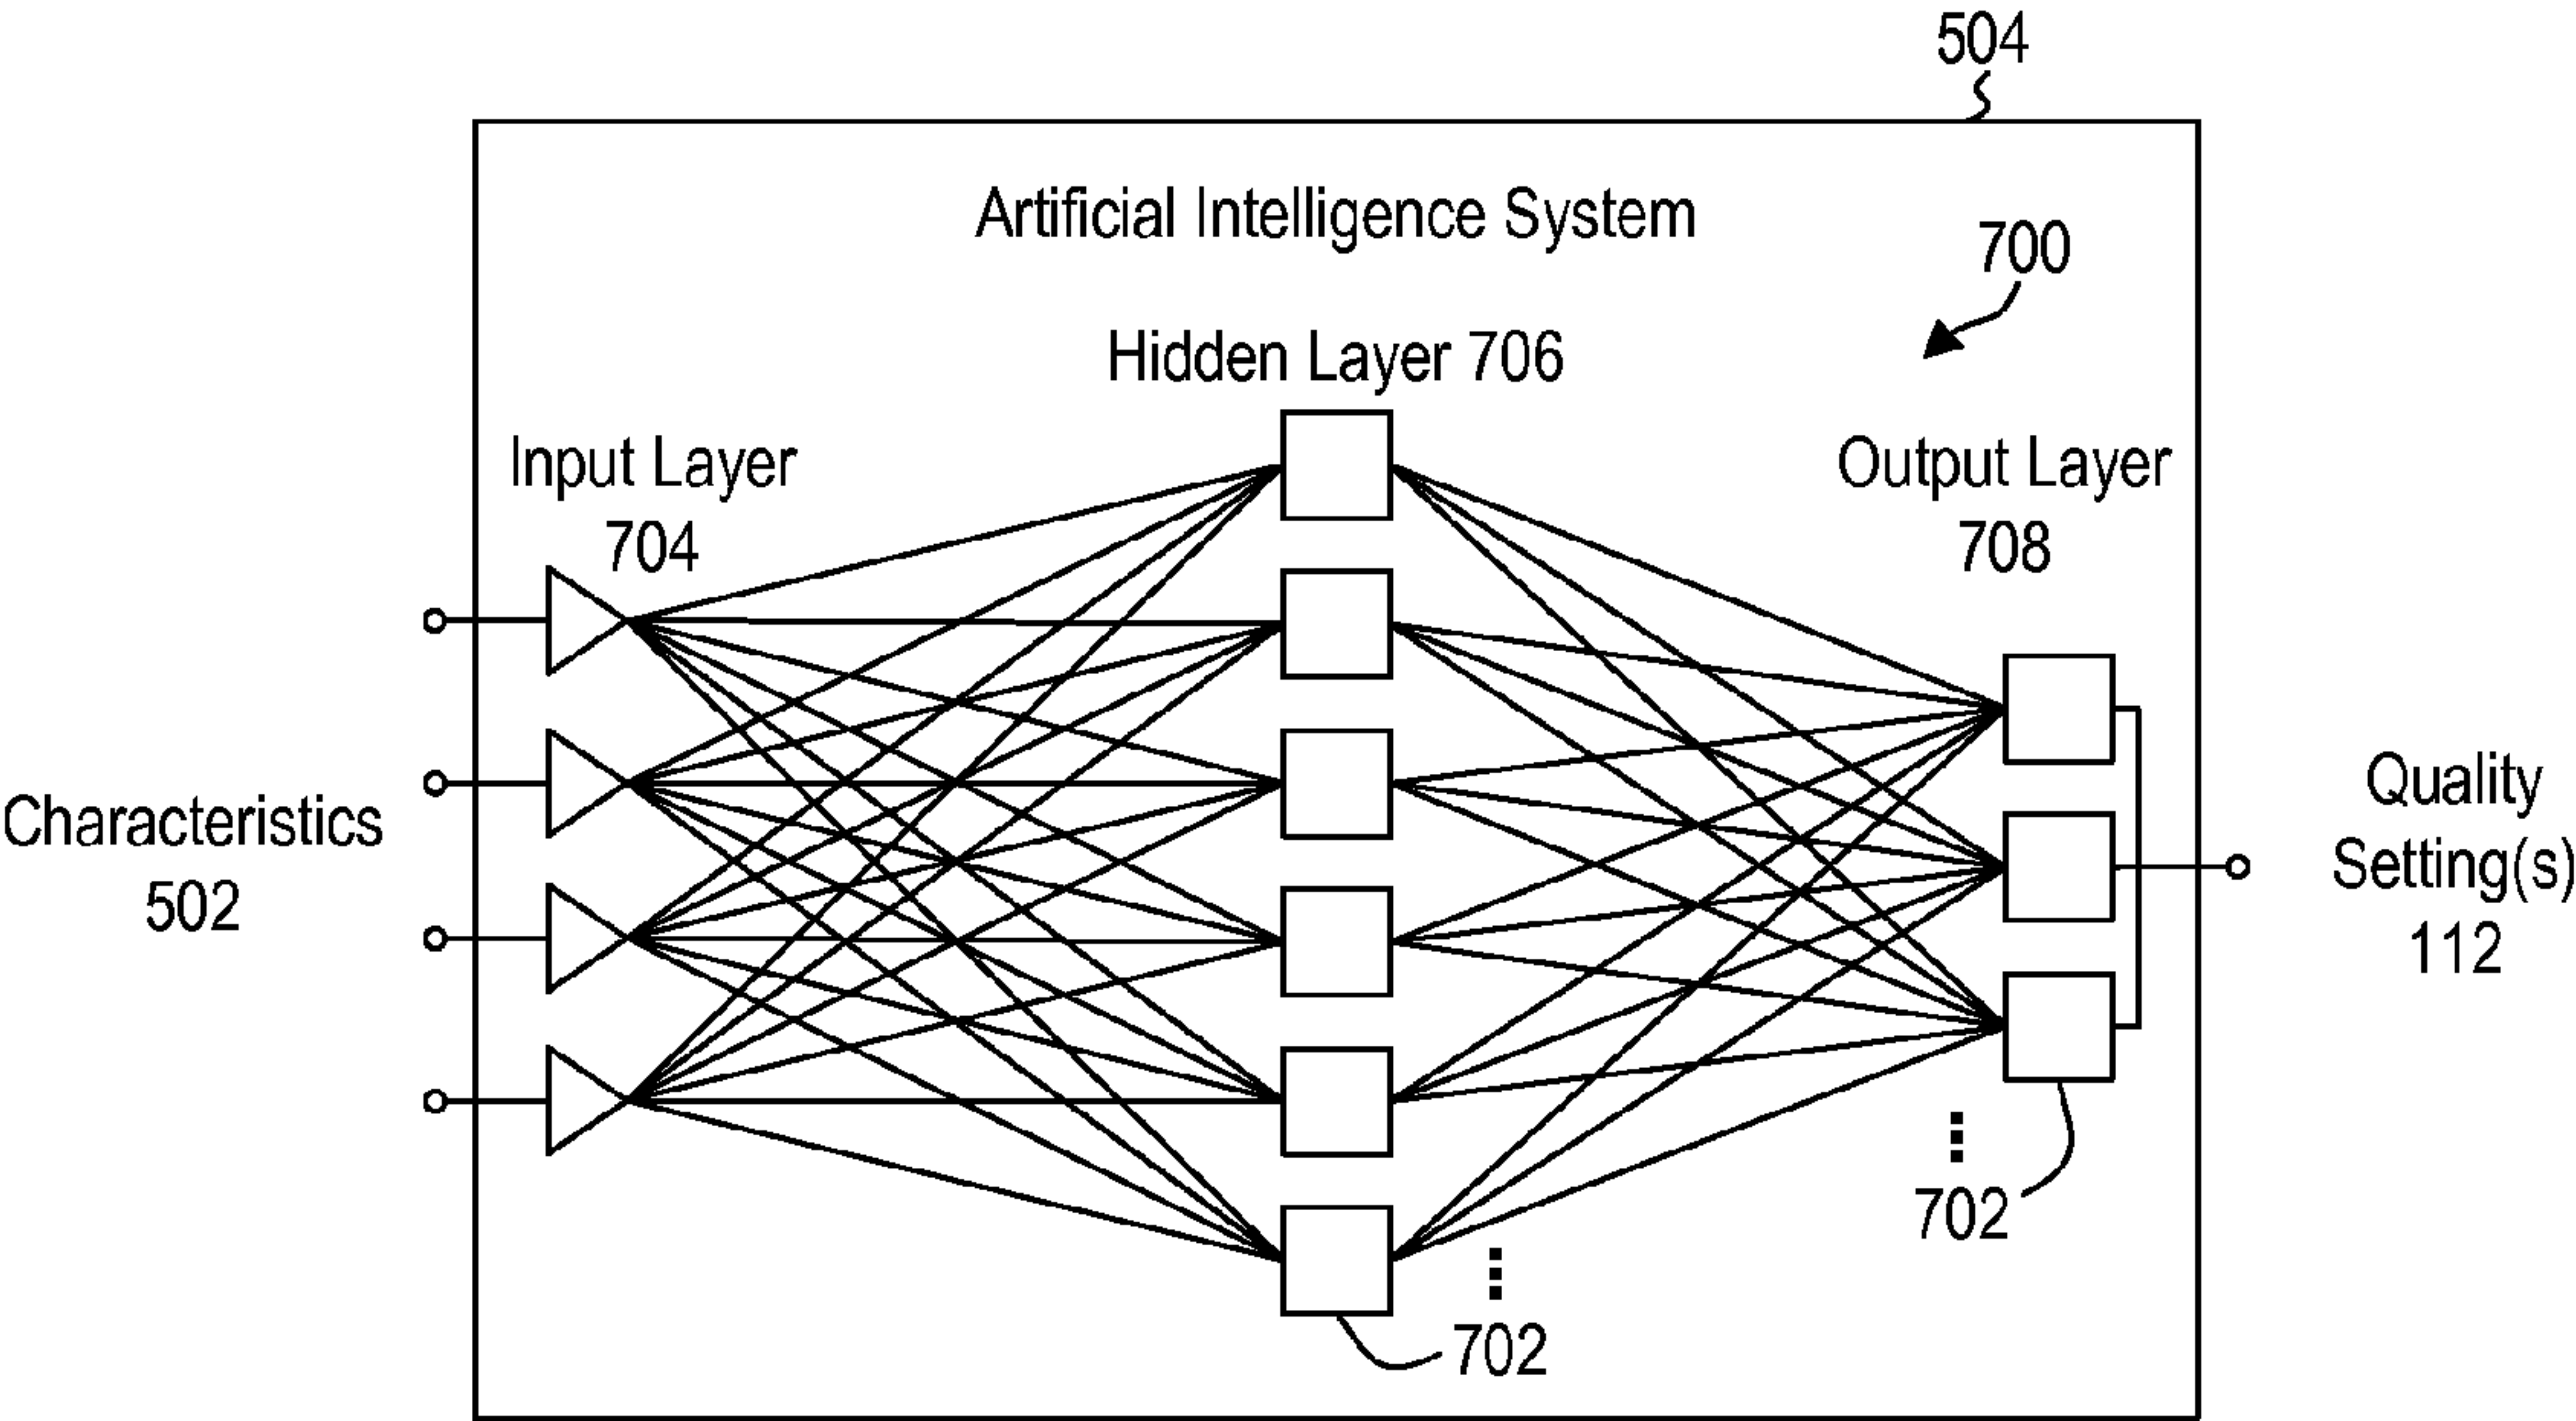 504
Artificial Intelligence System
700
Hidden Layer 706
Input Layer
704
Output Layer
708
Characteristics
502
Quality
Setting(s)
112
702
702